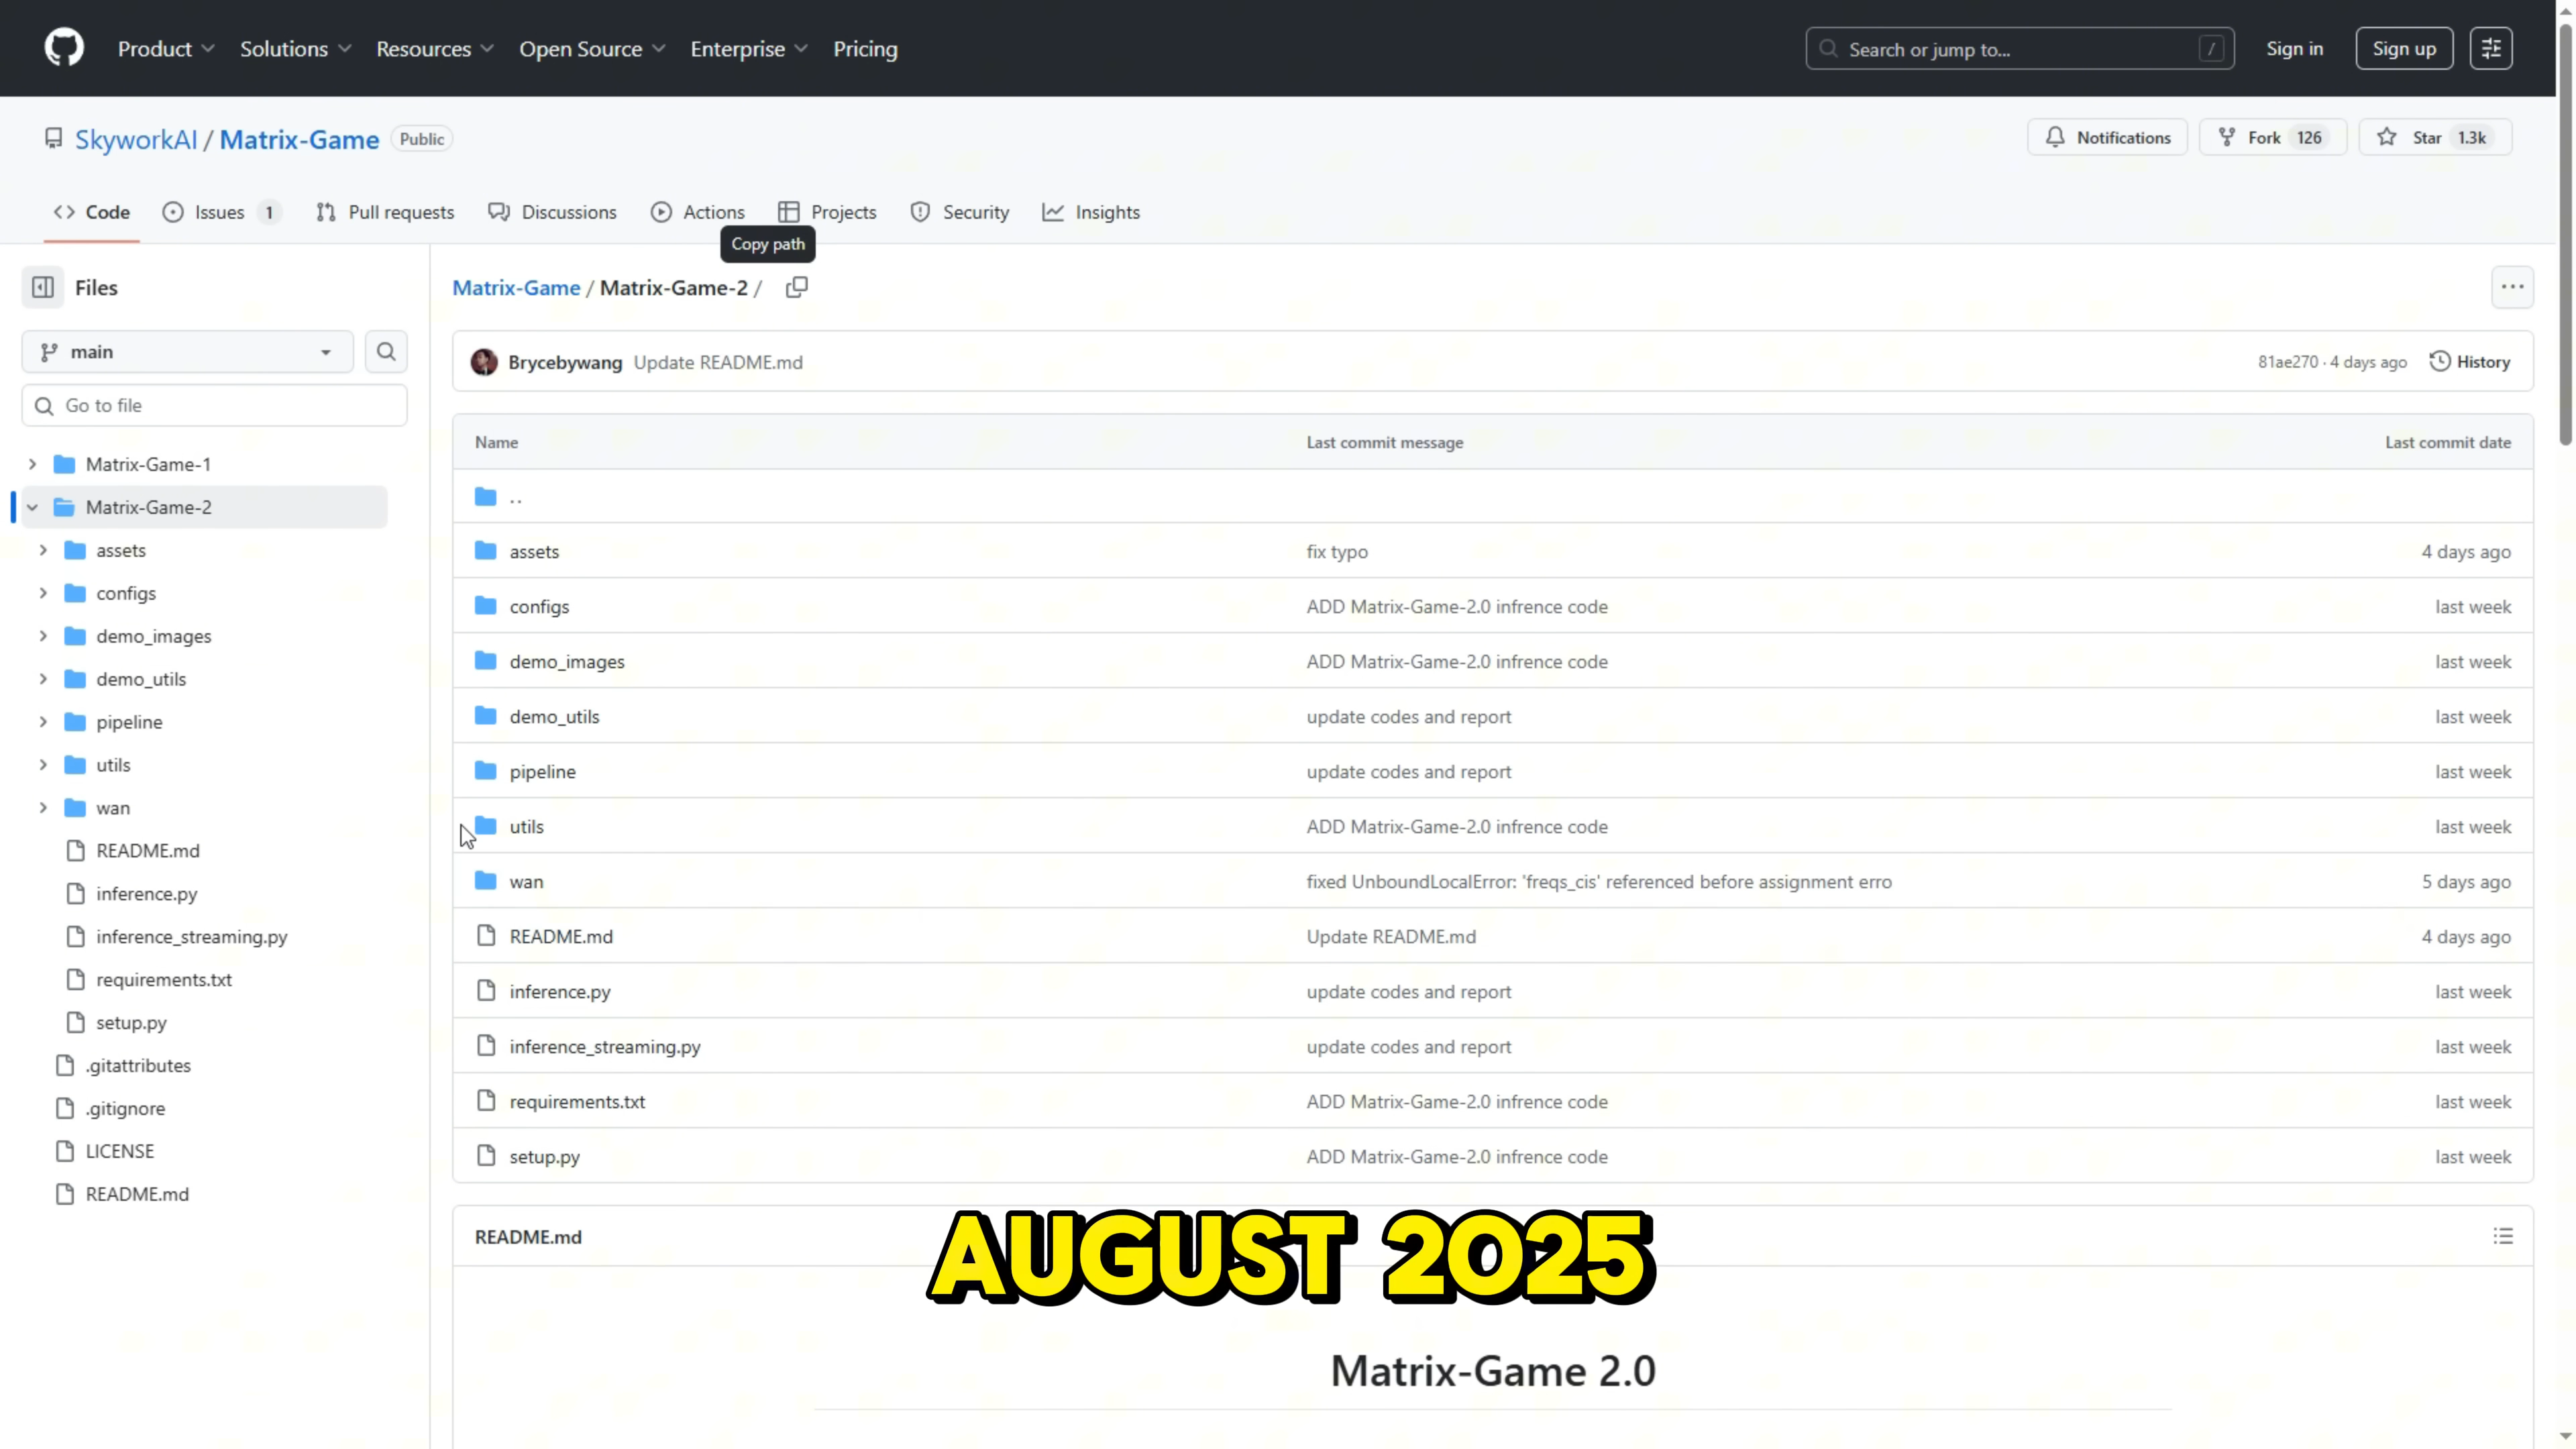 Product Solutions Resources Open Source Enterprise Pricing Search or jump to... / Sign in Sign up
SkyworkAI / Matrix-Game Public Notifications Fork 126 Star 1.3k
Code Issues 1 Pull requests Discussions Actions Projects Security Insights
Copy path
Files
Matrix-Game / Matrix-Game-2 /
main
Go to file
Matrix-Game-1
Matrix-Game-2
assets
configs
demo_images
demo_utils
pipeline
utils
wan
README.md
inference.py
inference_streaming.py
requirements.txt
setup.py
.gitattributes
.gitignore
LICENSE
README.md
Brycebywang Update README.md 81ae270 · 4 days ago History
Name Last commit message Last commit date
..
assets fix typo 4 days ago
configs ADD Matrix-Game-2.0 infrence code last week
demo_images ADD Matrix-Game-2.0 infrence code last week
demo_utils update codes and report last week
pipeline update codes and report last week
utils ADD Matrix-Game-2.0 infrence code last week
wan fixed UnboundLocalError: 'freqs_cis' referenced before assignment erro 5 days ago
README.md Update README.md 4 days ago
inference.py update codes and report last week
inference_streaming.py update codes and report last week
requirements.txt ADD Matrix-Game-2.0 infrence code last week
setup.py ADD Matrix-Game-2.0 infrence code last week
README.md
AUGUST 2025
Matrix-Game 2.0